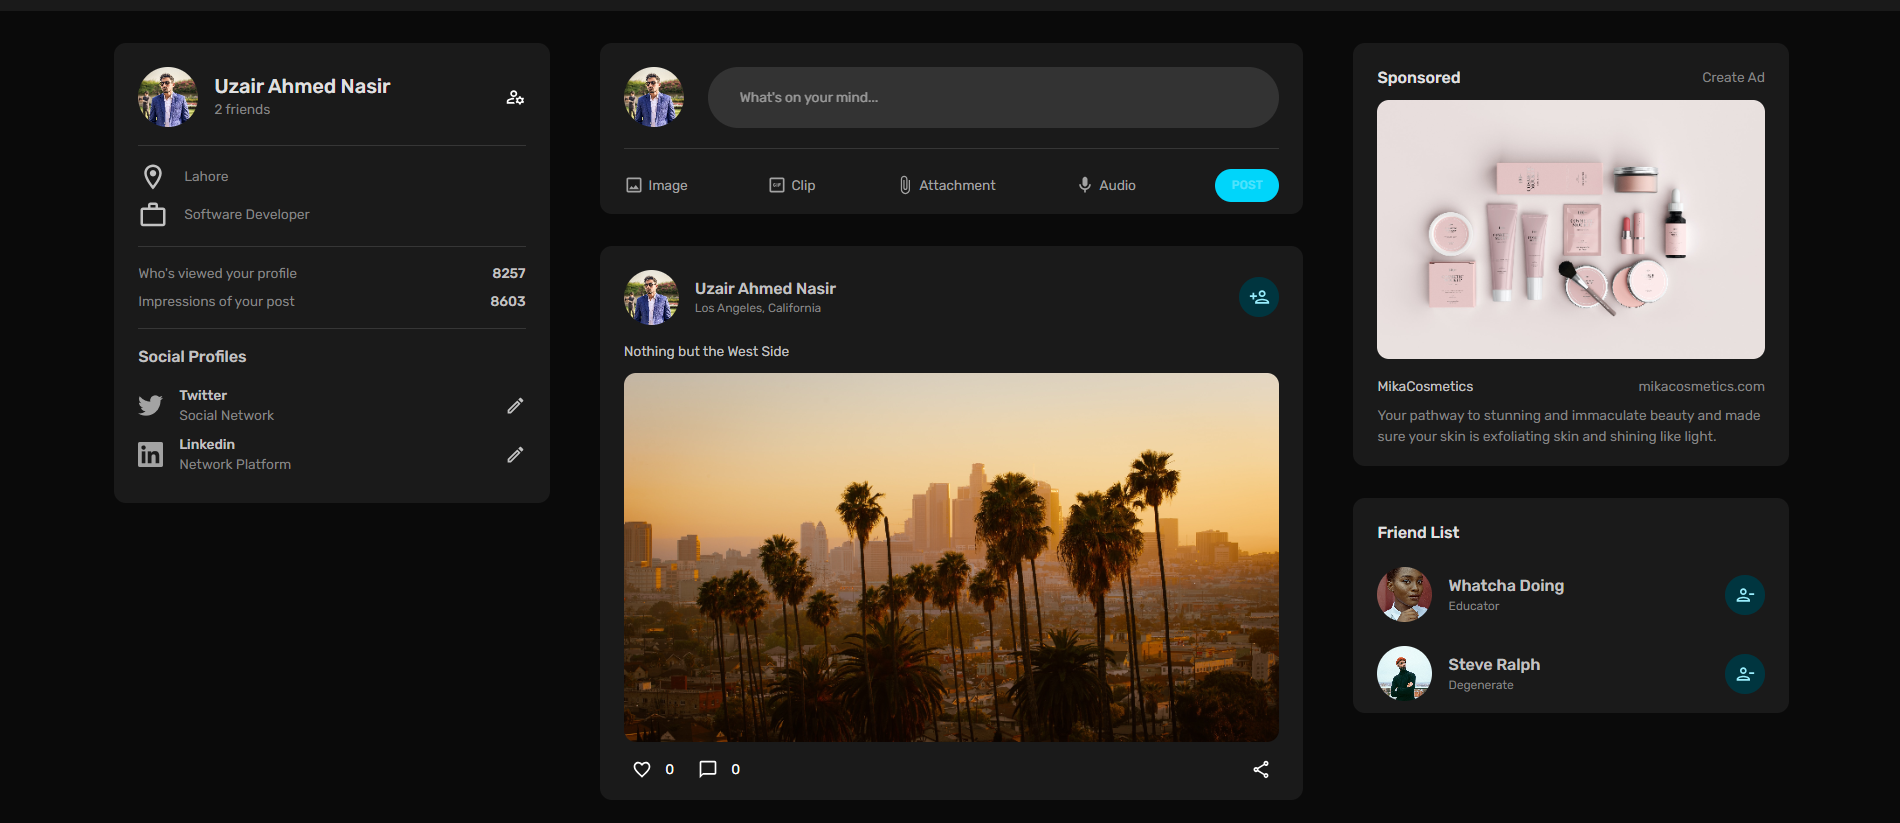 Uzair Ahmed Nasir
2 friends
Lahore
Software Developer
Who's viewed your profile 8257
Impressions of your post 8603
Social Profiles
Twitter
Social Network
Linkedin
Network Platform
What's on your mind...
Image Clip Attachment Audio POST
Uzair Ahmed Nasir
Los Angeles, California
Nothing but the West Side
0 0
Sponsored Create Ad
MikaCosmetics mikacosmetics.com
Your pathway to stunning and immaculate beauty and made
sure your skin is exfoliating skin and shining like light.
Friend List
Whatcha Doing
Educator
Steve Ralph
Degenerate